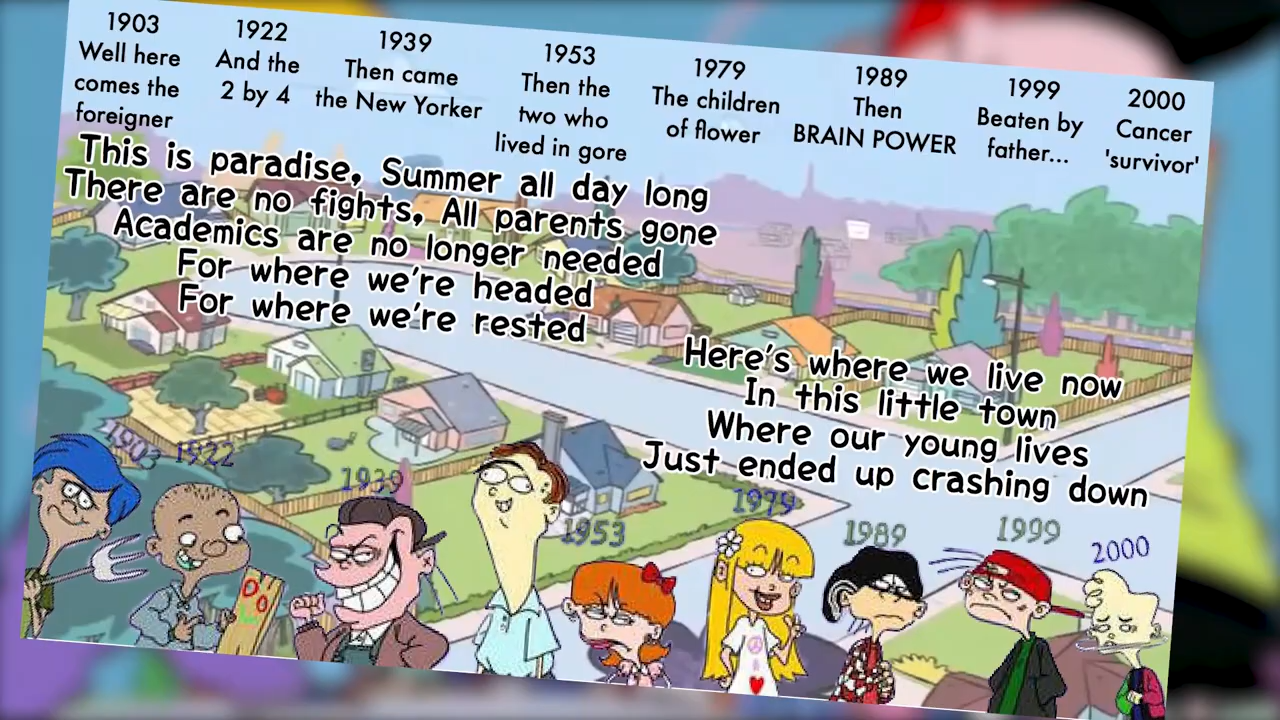 1903
Well here
comes the
foreigner
1922
And the
2 by 4
1939
Then came
the New Yorker
1953
Then the
two who
lived in gore
1979
The children
of flower
1989
Then
BRAIN POWER
1999
Beaten by
father...
2000
Cancer
'survivor'
This is paradise, Summer all day long
There are no fights, All parents gone
Academics are no longer needed
For where we're headed
For where we're rested
Here's where we live now
In this little town
Where our young lives
Just ended up crashing down
1903
1922
1939
1953
1979
1989
1999
2000